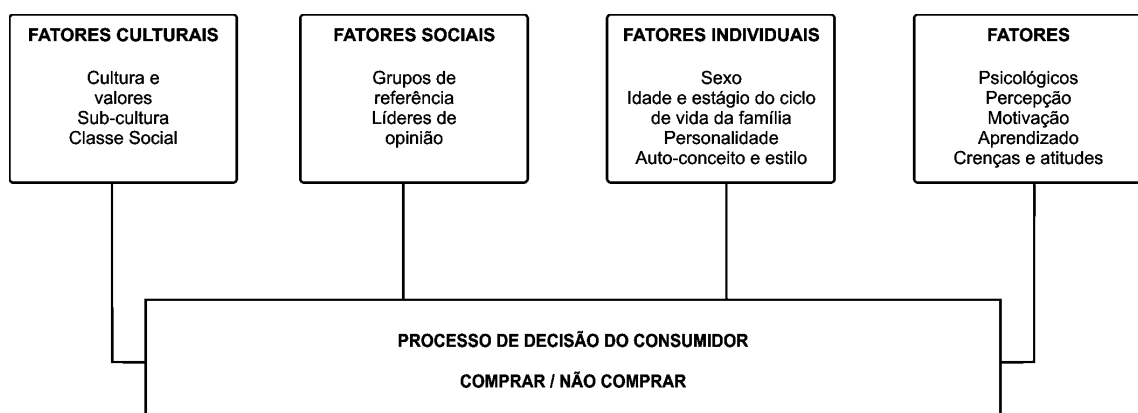 FATORES CULTURAIS
Cultura e
valores
Sub-cultura
Classe Social
FATORES SOCIAIS
Grupos de
referência
Líderes de
opinião
FATORES INDIVIDUAIS
Sexo
Idade e estágio do ciclo
de vida da família
Personalidade
Auto-conceito e estilo
FATORES
Psicológicos
Percepção
Motivação
Aprendizado
Crenças e atitudes
PROCESSO DE DECISÃO DO CONSUMIDOR
COMPRAR / NÃO COMPRAR